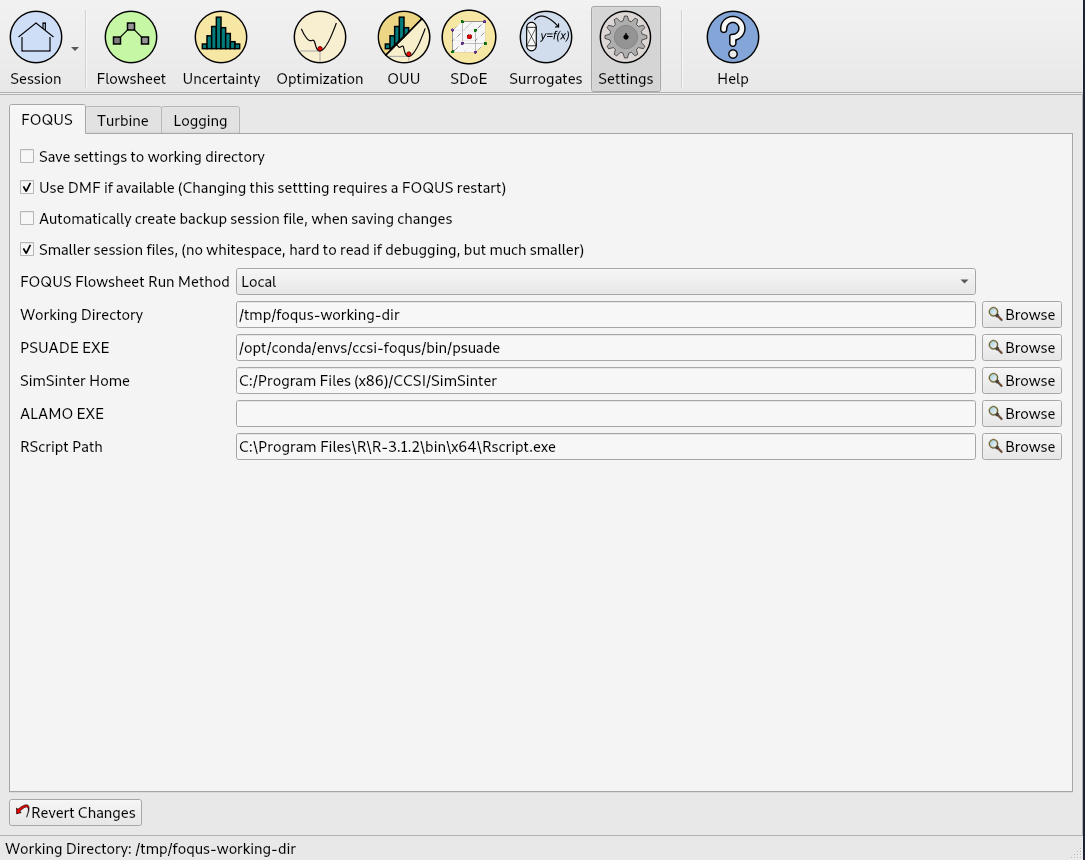 Session Flowsheet Uncertainty Optimization OUU SDoE y=f(x) Surrogates Settings ? Help
FOQUS Turbine Logging
Save settings to working directory
Use DMF if available (Changing this settting requires a FOQUS restart)
Automatically create backup session file, when saving changes
Smaller session files, (no whitespace, hard to read if debugging, but much smaller)
FOQUS Flowsheet Run Method Local
Working Directory /tmp/foqus-working-dir Browse
PSUADE EXE /opt/conda/envs/ccsi-foqus/bin/psuade Browse
SimSinter Home C:/Program Files (x86)/CCSI/SimSinter Browse
ALAMO EXE Browse
RScript Path C:\Program Files\R\R-3.1.2\bin\x64\Rscript.exe Browse
Revert Changes
Working Directory: /tmp/foqus-working-dir